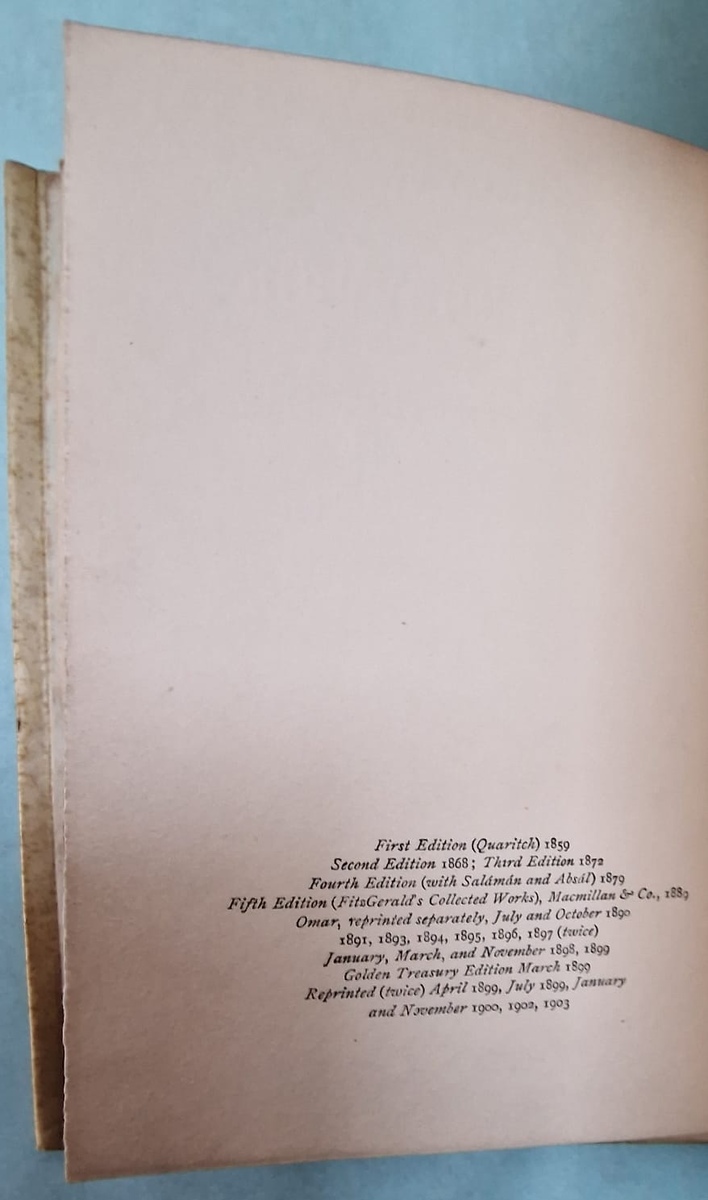 First Edition (Quaritch) 1859
Second Edition 1868; Third Edition 1872
Fourth Edition (with Salámán and Absál) 1879
Fifth Edition (FitzGerald's Collected Works), Macmillan & Co., 1889
Omar, reprinted separately, July and October 1890
1891, 1893, 1894, 1895, 1896, 1897 (twice)
January, March, and November 1898, 1899
Golden Treasury Edition March 1899
Reprinted (twice) April 1899, July 1899, January
and November 1900, 1902, 1903